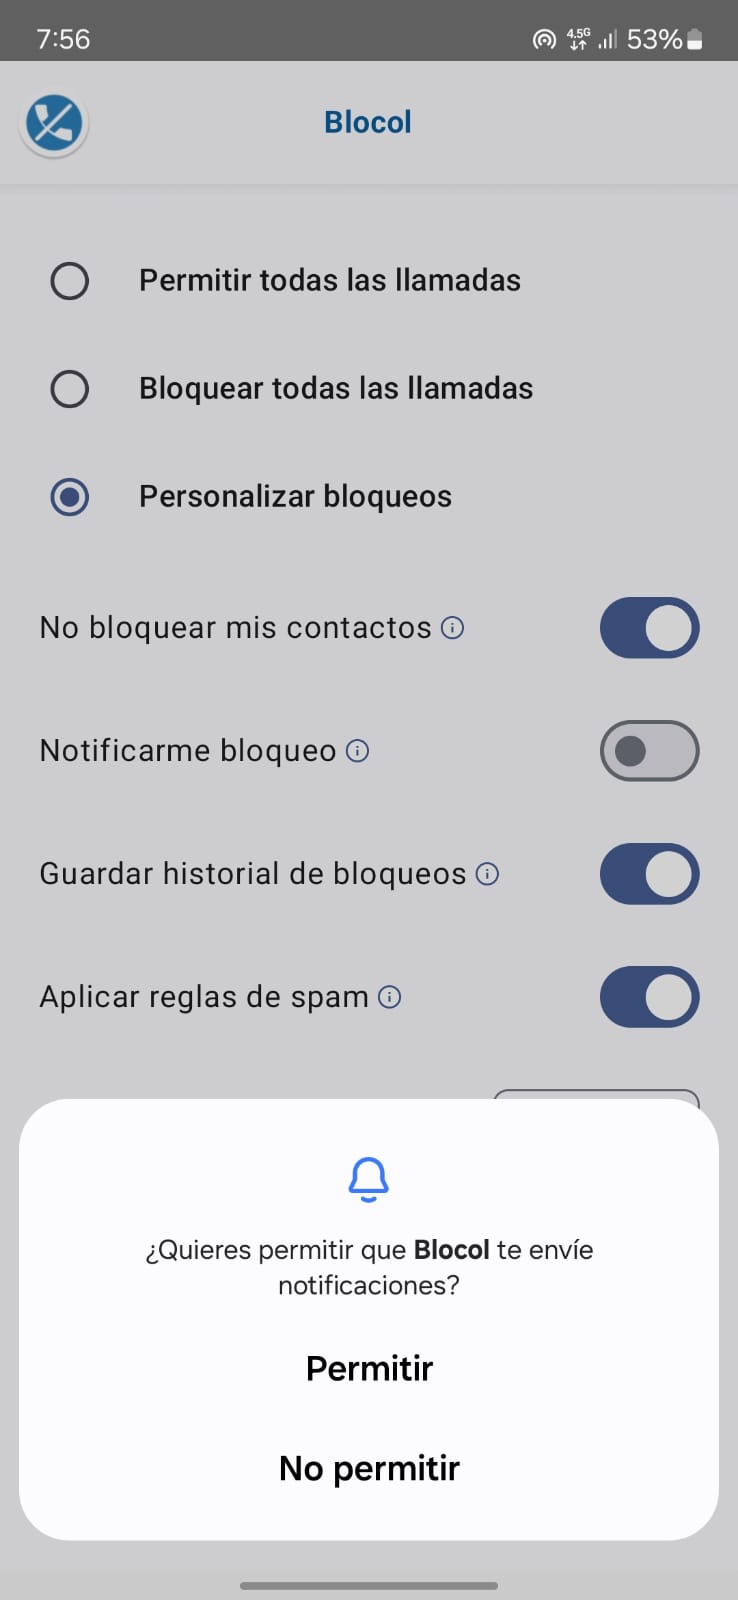 7:56
4.5G
53%
Blocol
Permitir todas las llamadas
Bloquear todas las llamadas
Personalizar bloqueos
No bloquear mis contactos
Notificarme bloqueo
Guardar historial de bloqueos
Aplicar reglas de spam
¿Quieres permitir que Blocol te envíe
notificaciones?
Permitir
No permitir